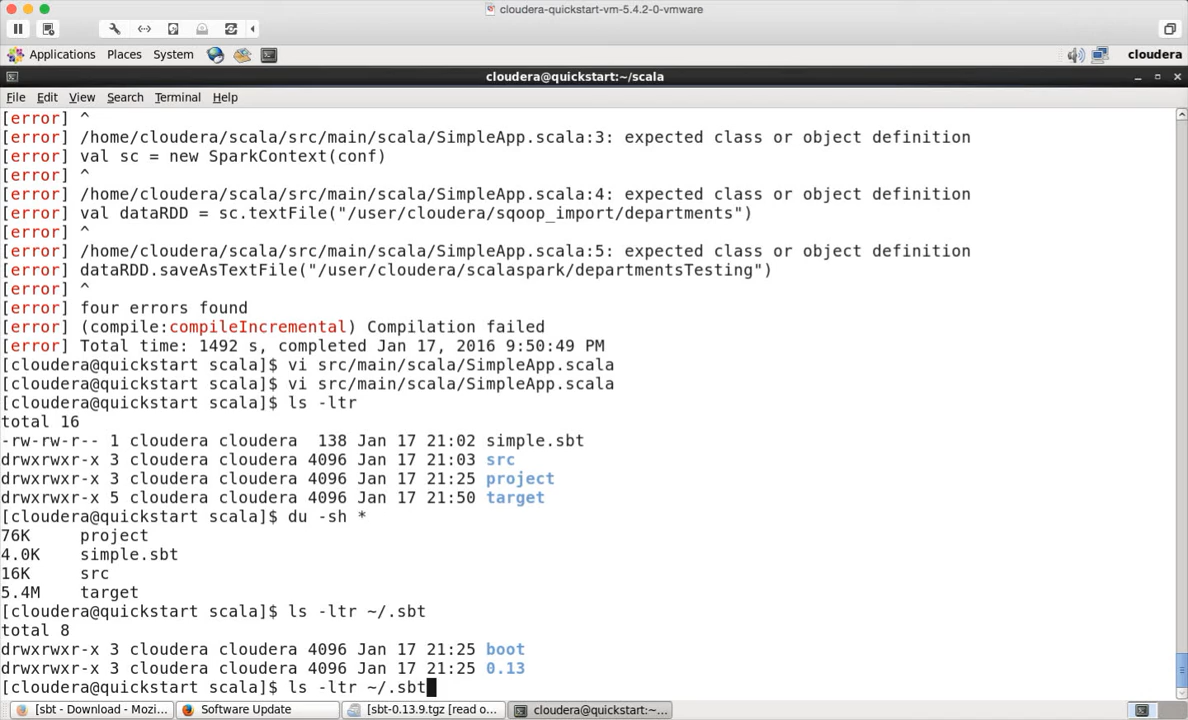 cloudera-quickstart-vm-5.4.2-0-vmware
Applications Places System cloudera
cloudera@quickstart:~/scala
File Edit View Search Terminal Help
[error] ^
[error] /home/cloudera/scala/src/main/scala/SimpleApp.scala:3: expected class or object definition
[error] val sc = new SparkContext(conf)
[error] ^
[error] /home/cloudera/scala/src/main/scala/SimpleApp.scala:4: expected class or object definition
[error] val dataRDD = sc.textFile("/user/cloudera/sqoop_import/departments")
[error] ^
[error] /home/cloudera/scala/src/main/scala/SimpleApp.scala:5: expected class or object definition
[error] dataRDD.saveAsTextFile("/user/cloudera/scalaspark/departmentsTesting")
[error] ^
[error] four errors found
[error] (compile:compileIncremental) Compilation failed
[error] Total time: 1492 s, completed Jan 17, 2016 9:50:49 PM
[cloudera@quickstart scala]$ vi src/main/scala/SimpleApp.scala
[cloudera@quickstart scala]$ vi src/main/scala/SimpleApp.scala
[cloudera@quickstart scala]$ ls -ltr
total 16
-rw-rw-r-- 1 cloudera cloudera  138 Jan 17 21:02 simple.sbt
drwxrwxr-x 3 cloudera cloudera 4096 Jan 17 21:03 src
drwxrwxr-x 3 cloudera cloudera 4096 Jan 17 21:25 project
drwxrwxr-x 5 cloudera cloudera 4096 Jan 17 21:50 target
[cloudera@quickstart scala]$ du -sh *
76K     project
4.0K    simple.sbt
16K     src
5.4M    target
[cloudera@quickstart scala]$ ls -ltr ~/.sbt
total 8
drwxrwxr-x 3 cloudera cloudera 4096 Jan 17 21:25 boot
drwxrwxr-x 3 cloudera cloudera 4096 Jan 17 21:25 0.13
[cloudera@quickstart scala]$ ls -ltr ~/.sbt
[sbt - Download - Mozi... Software Update [sbt-0.13.9.tgz [read o... cloudera@quickstart:~...